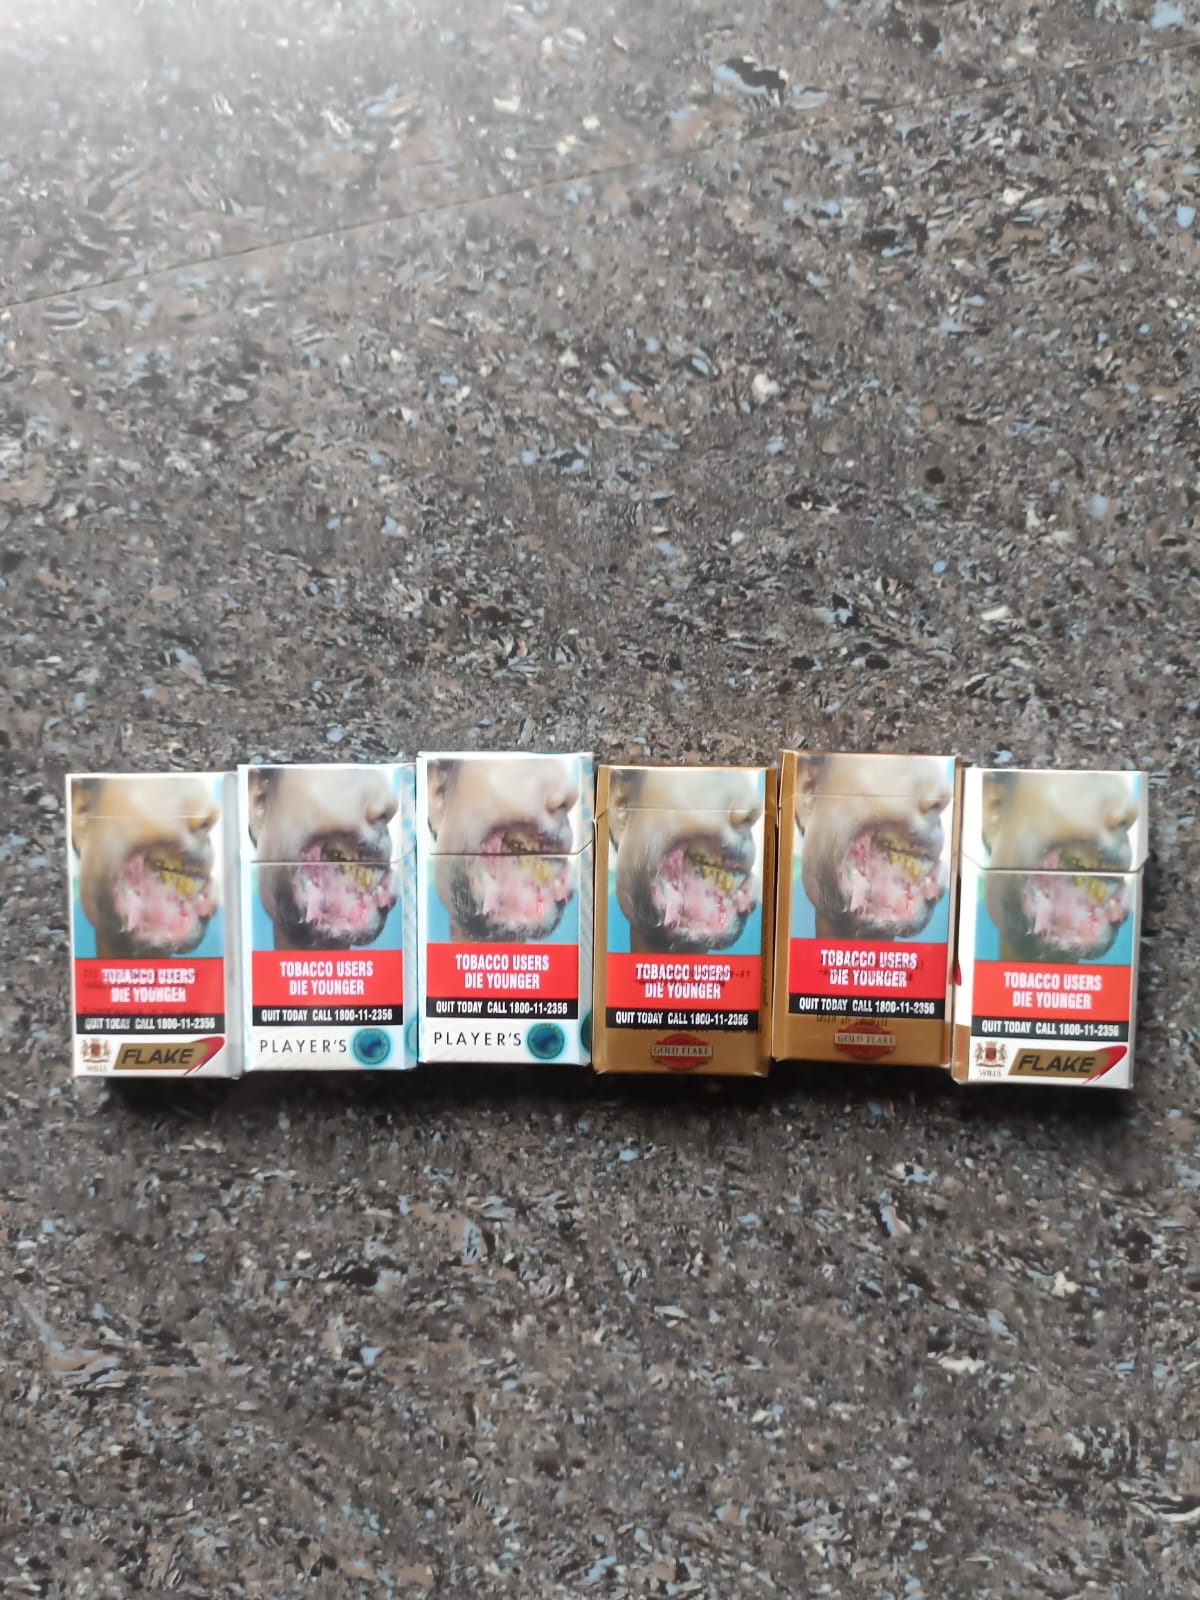 TOBACCO USERS
DIE YOUNGER
QUIT TODAY CALL 1800-11-2356
WILLS
FLAKE
TOBACCO USERS
DIE YOUNGER
QUIT TODAY CALL 1800-11-2356
PLAYER'S
TOBACCO USERS
DIE YOUNGER
QUIT TODAY CALL 1800-11-2356
PLAYER'S
TOBACCO USERS
DIE YOUNGER
QUIT TODAY CALL 1800-11-2356
GOLD FLAKE
TOBACCO USERS
DIE YOUNGER
QUIT TODAY CALL 1800-11-2356
GOLD FLAKE
TOBACCO USERS
DIE YOUNGER
QUIT TODAY CALL 1800-11-2356
WILLS
FLAKE